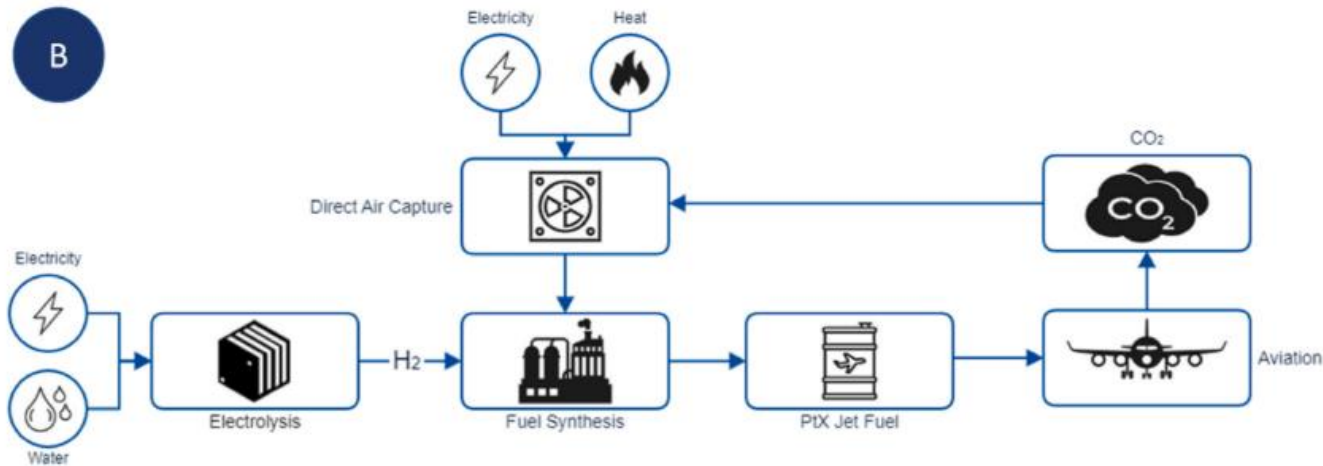 B
Electricity
Heat
CO₂
Direct Air Capture
CO₂
Electricity
H₂
Aviation
Electrolysis
Fuel Synthesis
PtX Jet Fuel
Water